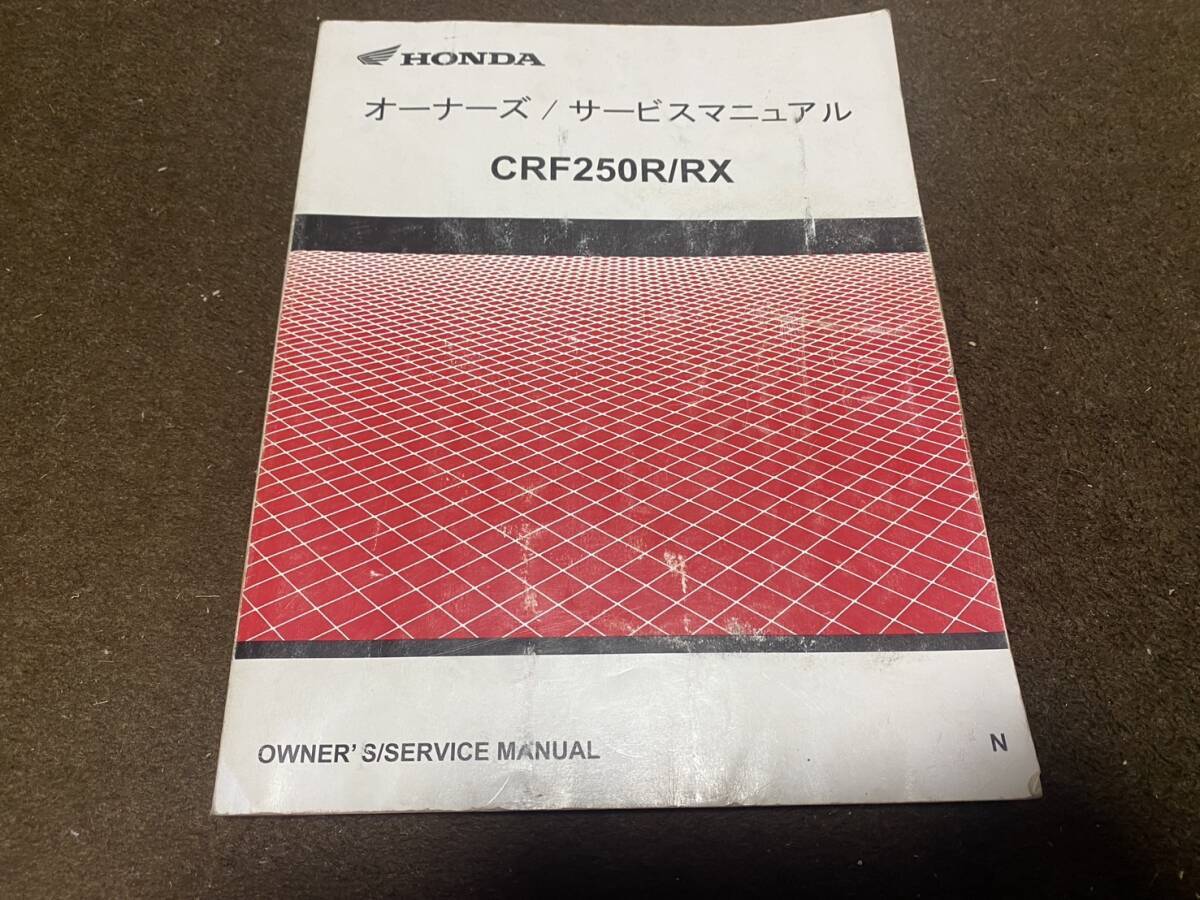 HONDA
オーナーズ / サービスマニュアル
CRF250R/RX
OWNER'S/SERVICE MANUAL
N